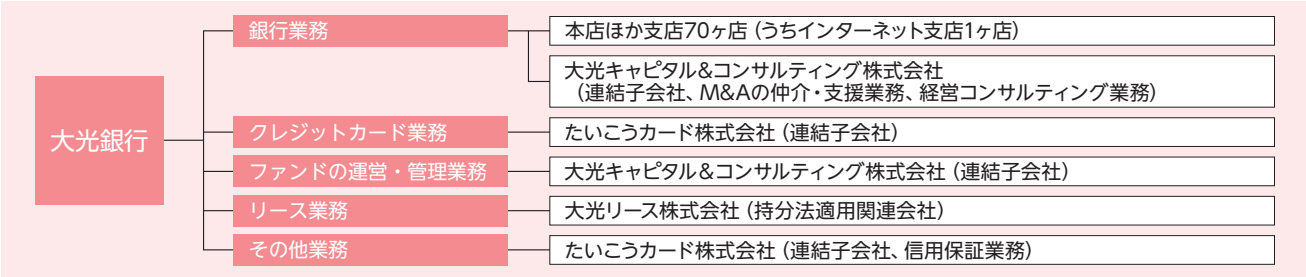 大光銀行
銀行業務
本店ほか支店70ヶ店（うちインターネット支店1ヶ店）
大光キャピタル&コンサルティング株式会社
（連結子会社、M&Aの仲介・支援業務、経営コンサルティング業務）
クレジットカード業務
たいこうカード株式会社（連結子会社）
ファンドの運営・管理業務
大光キャピタル＆コンサルティング株式会社（連結子会社）
リース業務
大光リース株式会社（持分法適用関連会社）
その他業務
たいこうカード株式会社（連結子会社、信用保証業務）